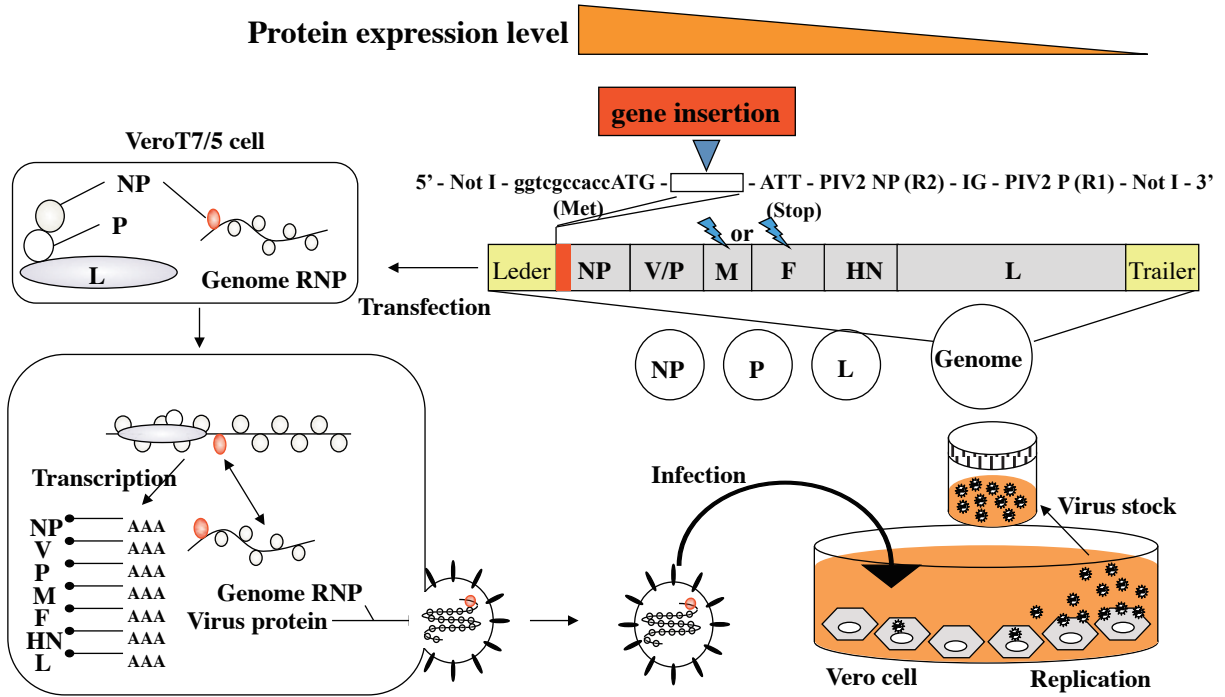 Protein expression level
gene insertion
VeroT7/5 cell
5’ - Not I - ggtcgccaccATG -
- ATT - PIV2 NP (R2) - IG - PIV2 P (R1) - Not I - 3’
(Met)
(Stop)
or
NP
P
L
Genome RNP
Leder
NP
V/P
M
F
HN
L
Trailer
Transfection
NP
P
L
Genome
Transcription
NP AAA
V AAA
P AAA
M AAA
F AAA
HN AAA
L AAA
Genome RNP
Virus protein
Infection
Virus stock
Vero cell
Replication